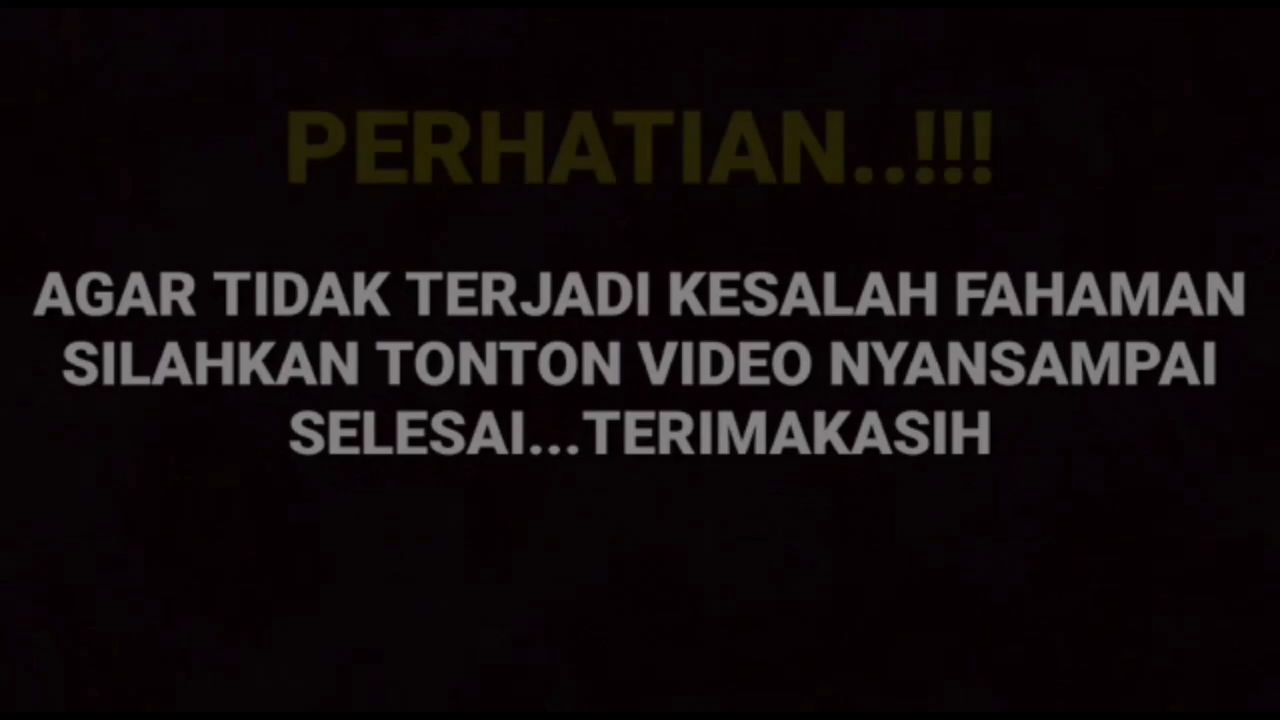 PERHATIAN..!!!
AGAR TIDAK TERJADI KESALAH FAHAMAN
SILAHKAN TONTON VIDEO NYANSAMPAI
SELESAI...TERIMAKASIH